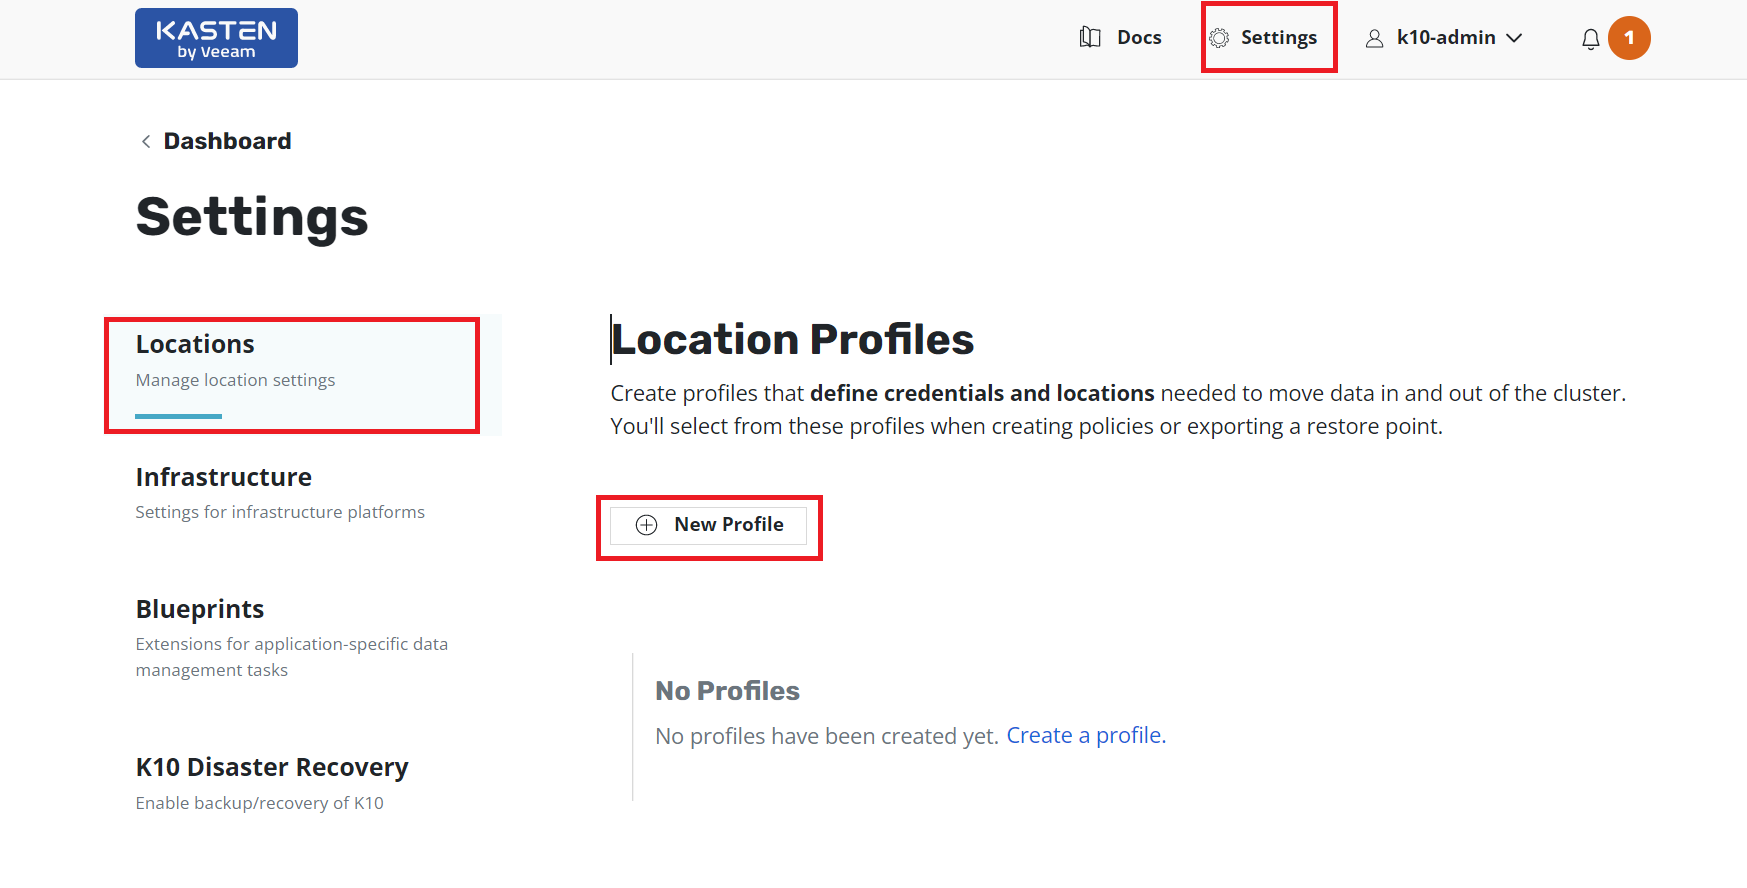 KASTEN
by Veeam
Docs
Settings
k10-admin
1
Dashboard
Settings
Locations
Manage location settings
Infrastructure
Settings for infrastructure platforms
Blueprints
Extensions for application-specific data
management tasks
K10 Disaster Recovery
Enable backup/recovery of K10
Location Profiles
Create profiles that define credentials and locations needed to move data in and out of the cluster.
You'll select from these profiles when creating policies or exporting a restore point.
New Profile
No Profiles
No profiles have been created yet. Create a profile.